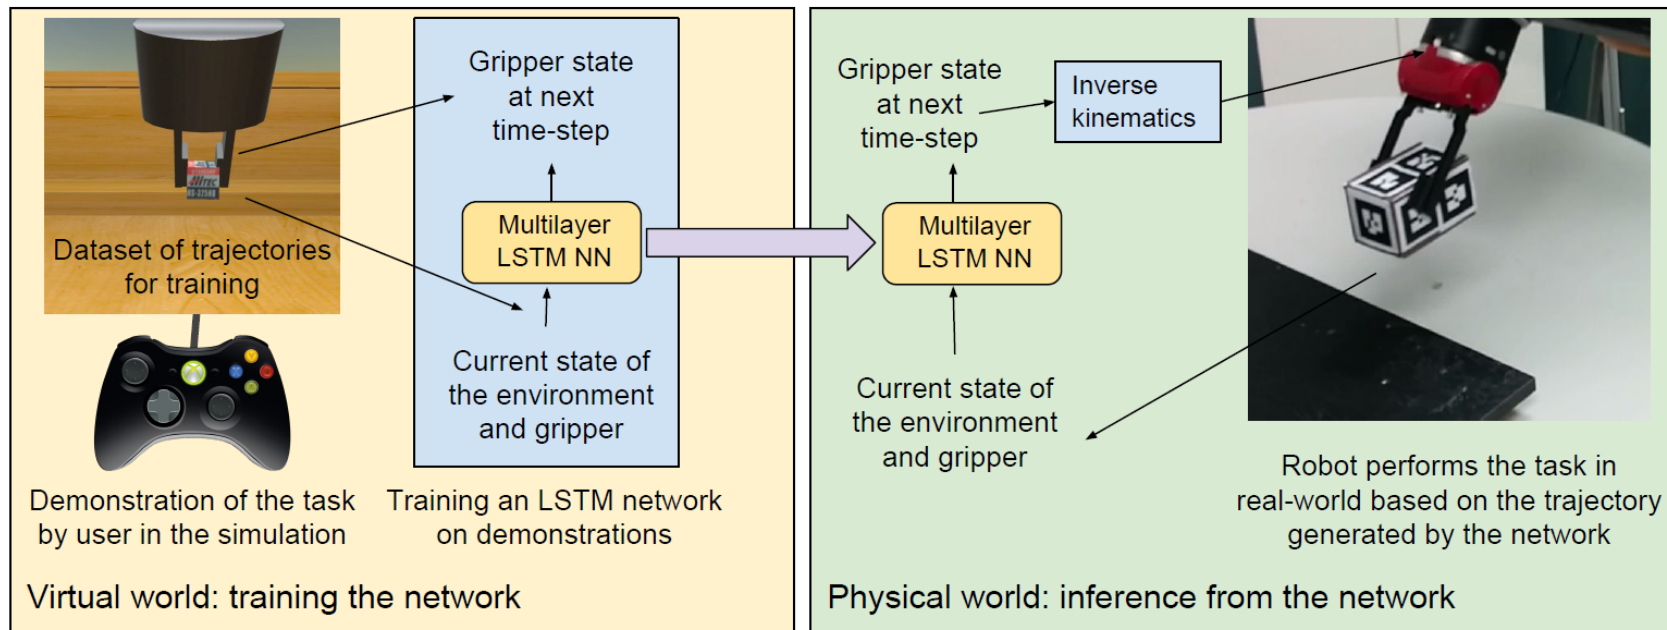 Dataset of trajectories
for training
Demonstration of the task
by user in the simulation
Gripper state
at next
time-step
Multilayer
LSTM NN
Current state of
the environment
and gripper
Training an LSTM network
on demonstrations
Virtual world: training the network
Gripper state
at next
time-step
Inverse
kinematics
Multilayer
LSTM NN
Current state of
the environment
and gripper
Robot performs the task in
real-world based on the trajectory
generated by the network
Physical world: inference from the network